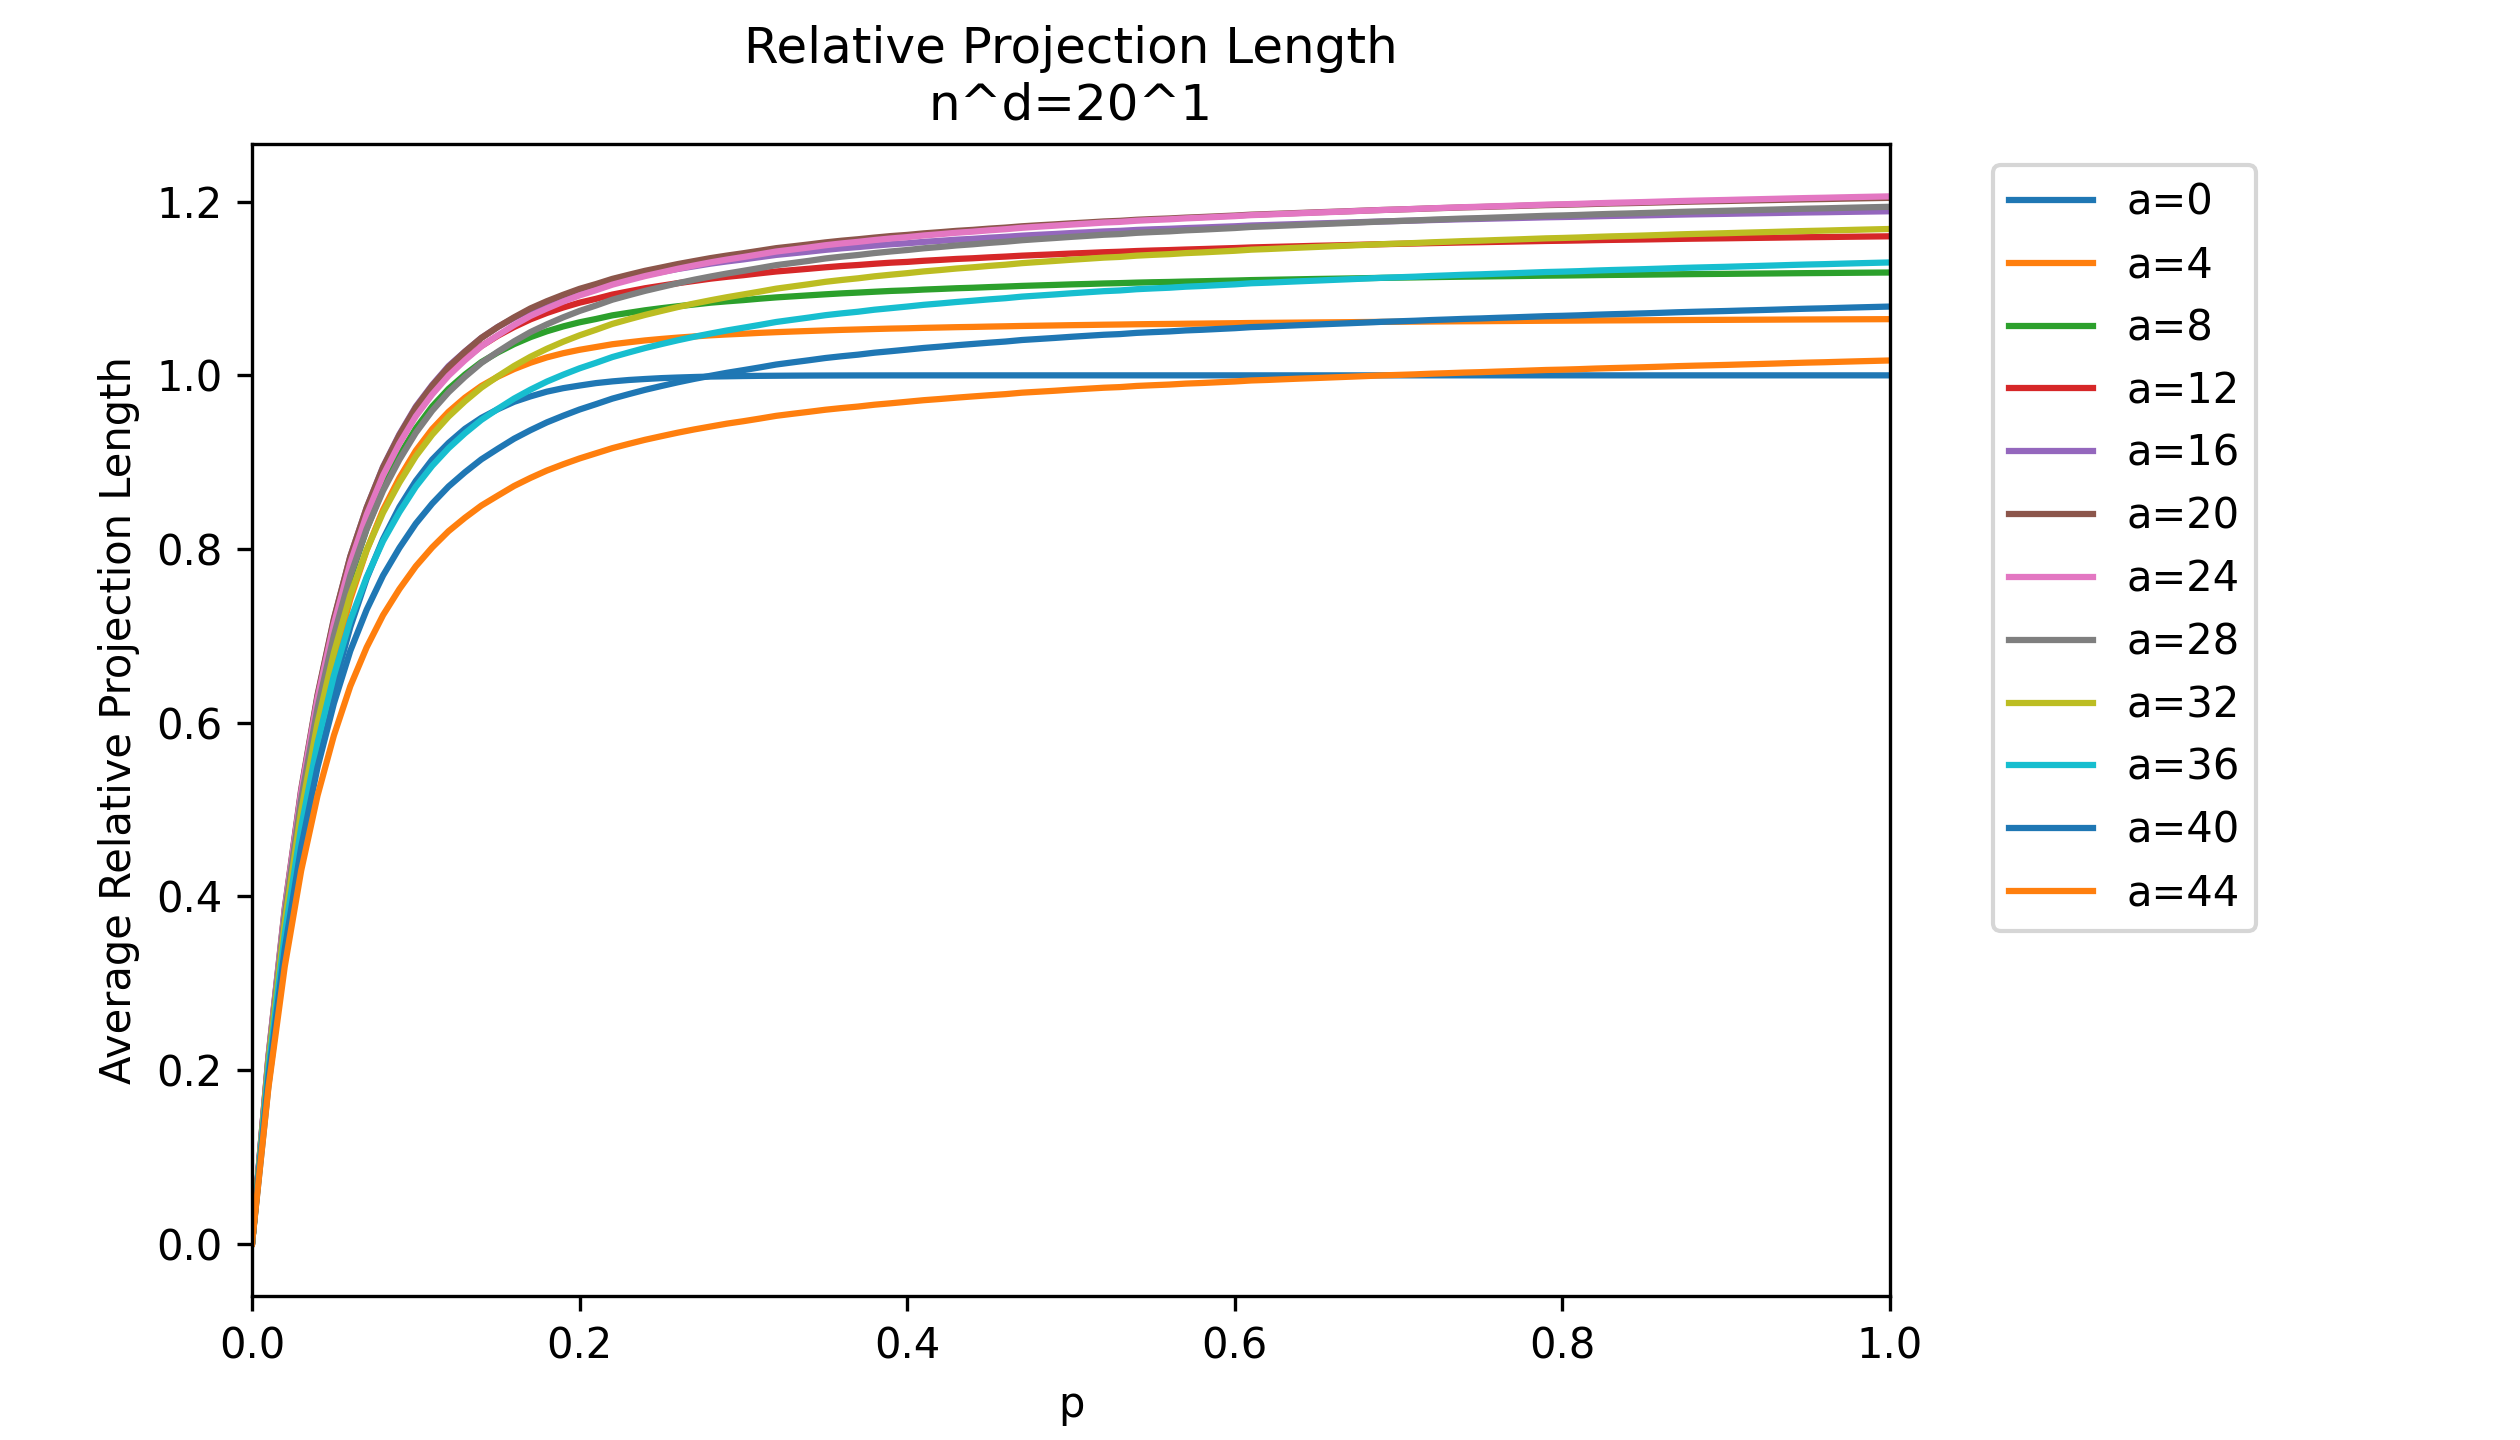 Relative Projection Length
n^d=20^1
Average Relative Projection Length
1.2
1.0
0.8
0.6
0.4
0.2
0.0
0.0 0.2 0.4 0.6 0.8 1.0
p
a=0
a=4
a=8
a=12
a=16
a=20
a=24
a=28
a=32
a=36
a=40
a=44